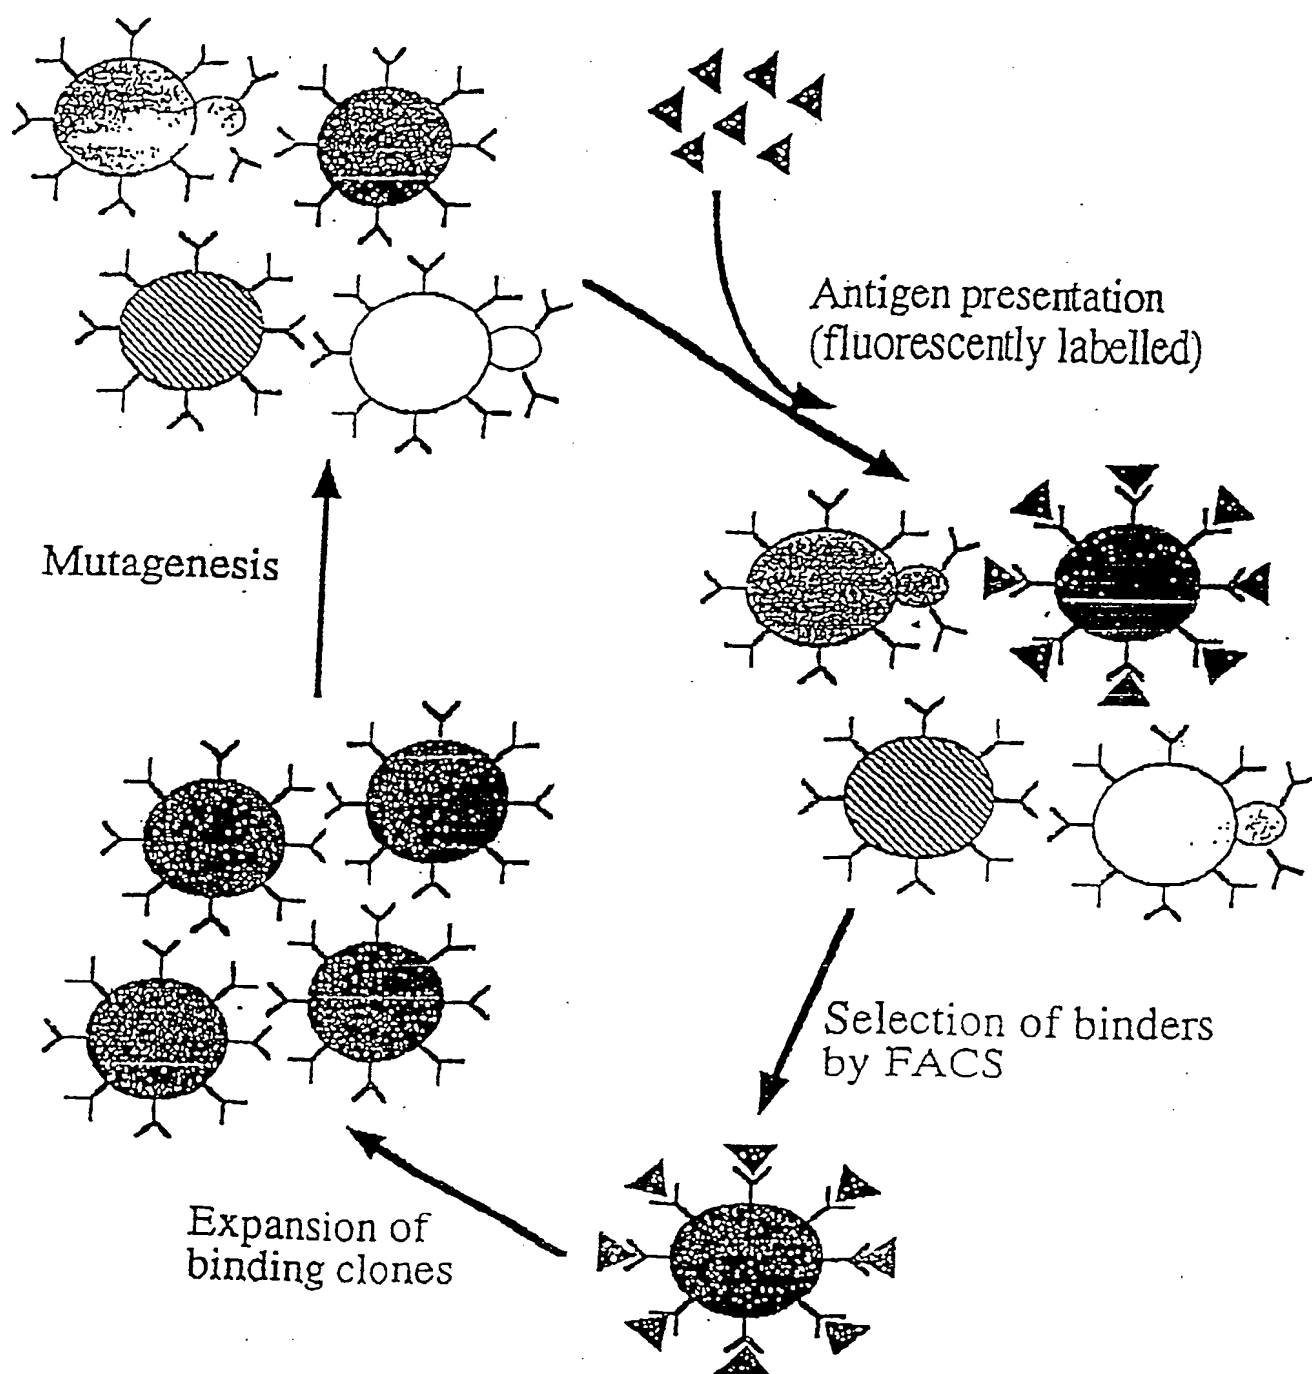 Antigen presentation
(fluorescently labelled)
Mutagenesis
Selection of binders
by FACS
Expansion of
binding clones